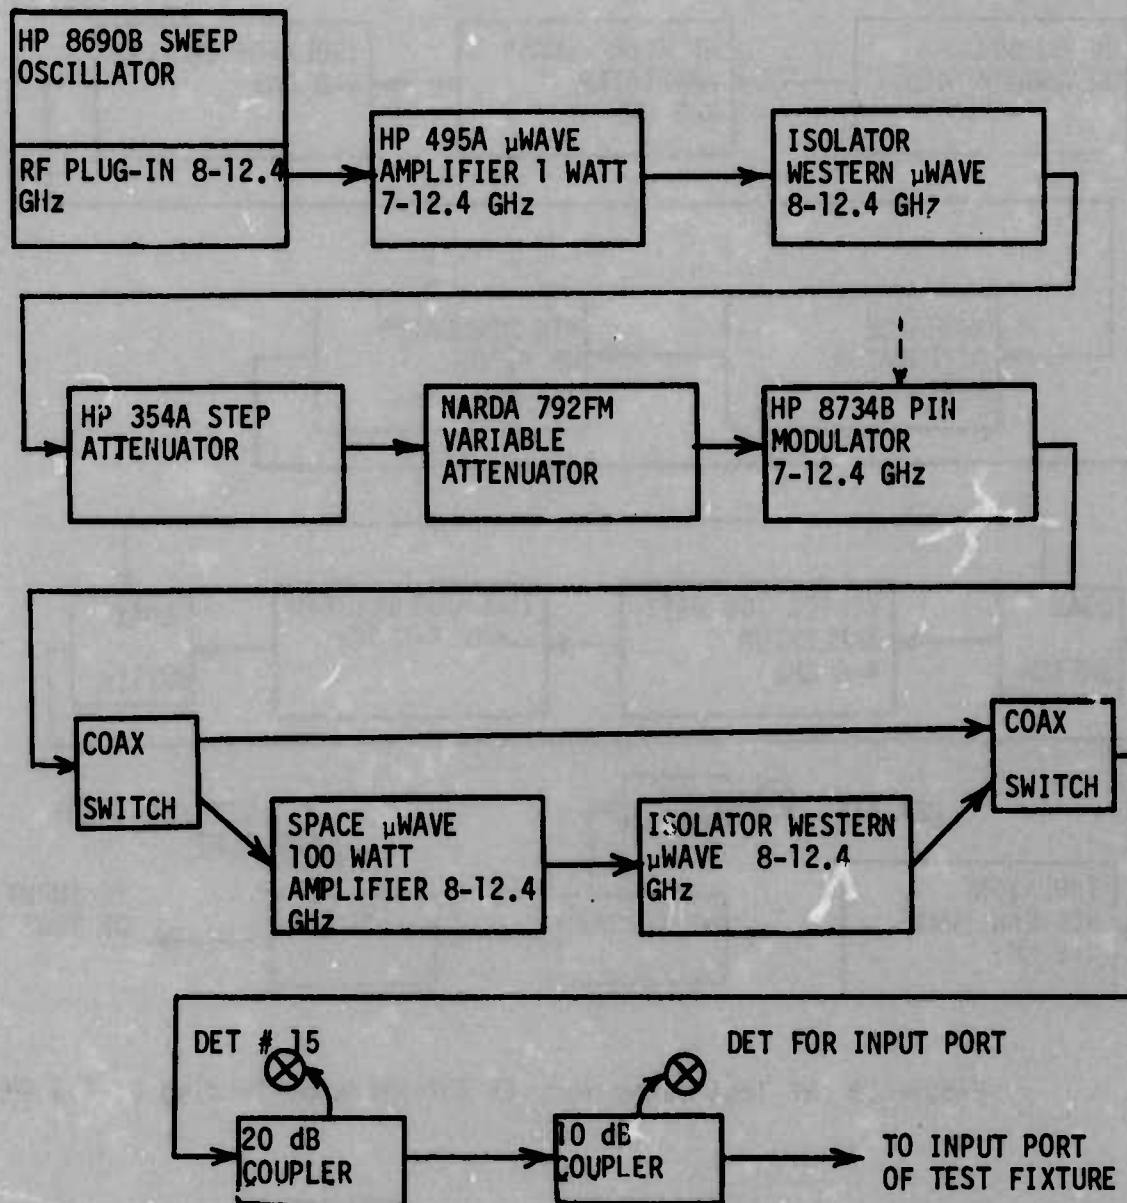 HP 8690B SWEEP
OSCILLATOR
RF PLUG-IN 8-12.4
GHz
HP 495A µWAVE
AMPLIFIER 1 WATT
7-12.4 GHz
ISOLATOR
WESTERN µWAVE
8-12.4 GHz
HP 354A STEP
ATTENUATOR
NARDA 792FM
VARIABLE
ATTENUATOR
HP 8734B PIN
MODULATOR
7-12.4 GHz
COAX
SWITCH
SPACE µWAVE
100 WATT
AMPLIFIER 8-12.4
GHz
ISOLATOR WESTERN
µWAVE 8-12.4
GHz
COAX
SWITCH
DET # 15
DET FOR INPUT PORT
20 dB
COUPLER
10 dB
COUPLER
TO INPUT PORT
OF TEST FIXTURE